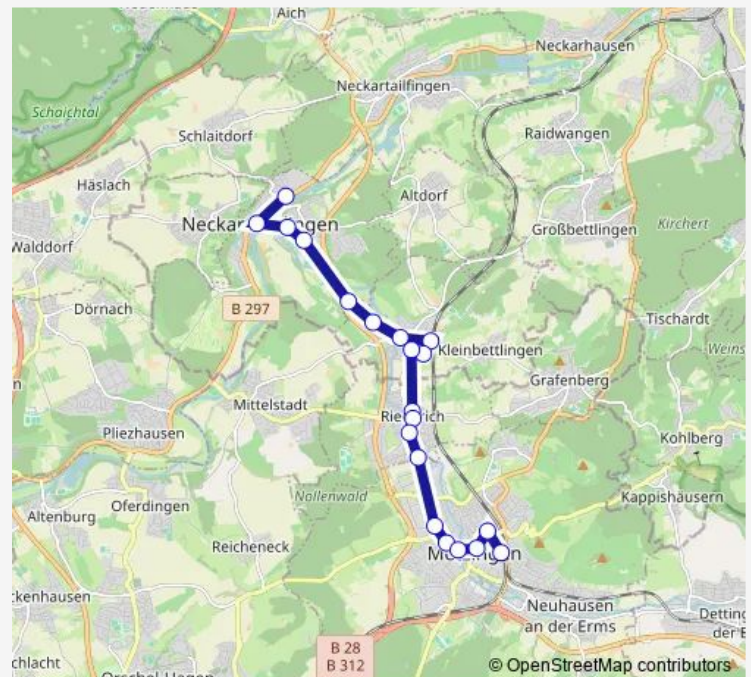 Aich
Neckarhausen
Neckartailfingen
Schaichtal
Schlaitdorf
Raidwangen
Häslach
Altdorf
Kirchert
Großbettlingen
Walddorf
B 297
Dörnach
Tischardt
Kleinbettlingen
Grafenberg
Mittelstadt
Pliezhausen
Kohlberg
Nollenwald
Kappishäusern
Oferdingen
Altenburg
Reicheneck
Neuhausen
an der Erms
B 28
B 312
© OpenStreetMap contributors